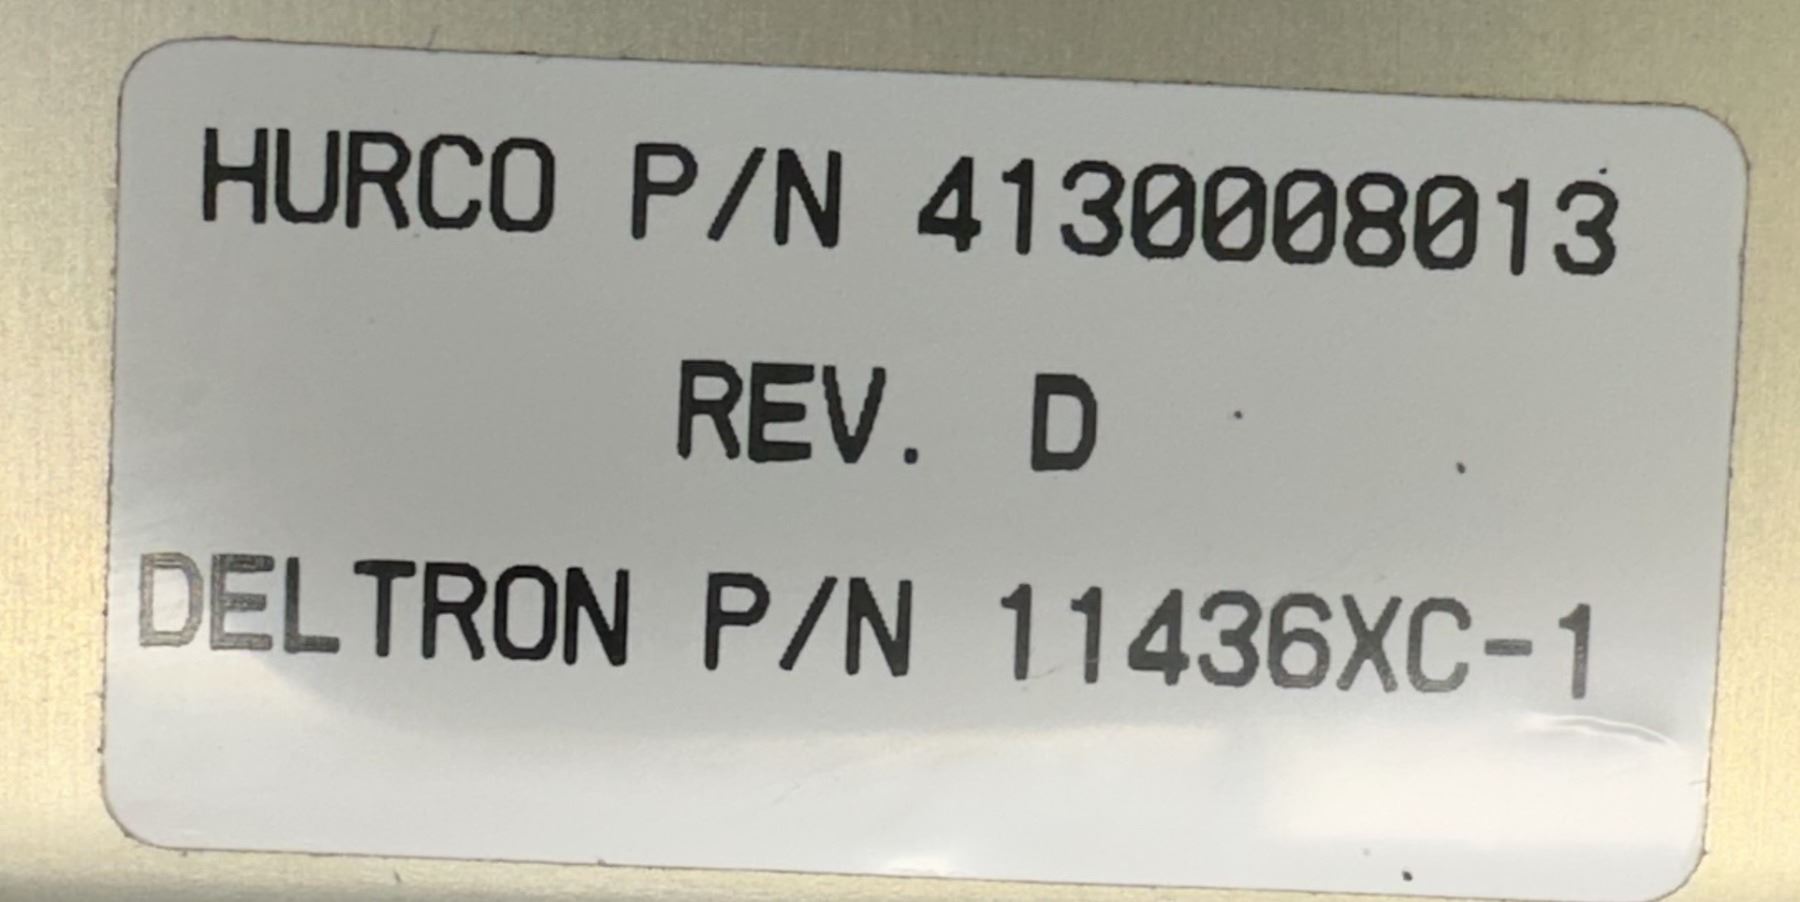 HURCO P/N 4130008013
REV. D
DELTRON P/N 11436XC-1